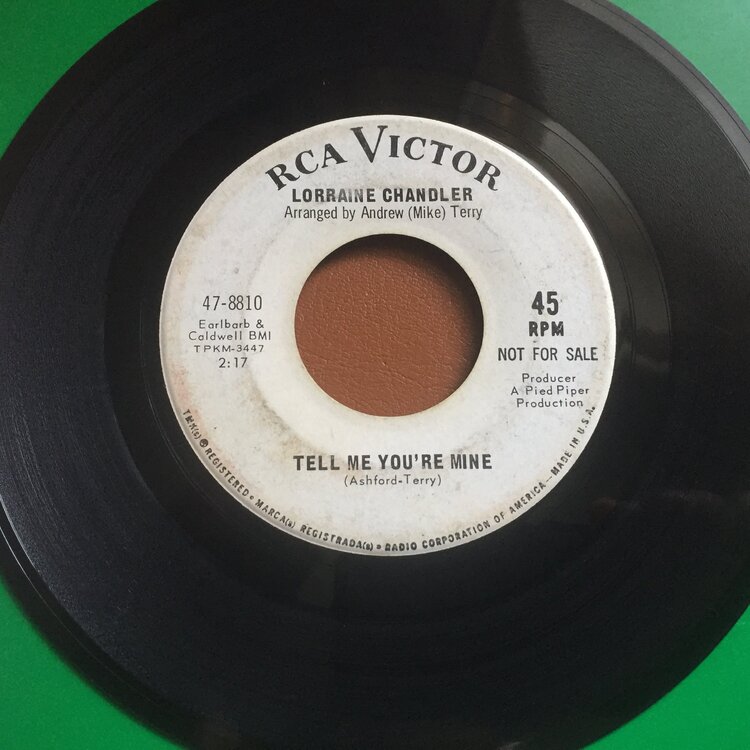 RCA VICTOR
LORRAINE CHANDLER
Arranged by Andrew (Mike) Terry
47-8810
Earlbarb &
Caldwell BMI
TPKM-3447
2:17
45
RPM
NOT FOR SALE
Producer
A Pied Piper
Production
TELL ME YOU'RE MINE
(Ashford-Terry)
TMK(s) ® REGISTERED • MARCA(s) REGISTRADA(s) • RADIO CORPORATION OF AMERICA—MADE IN U.S.A.